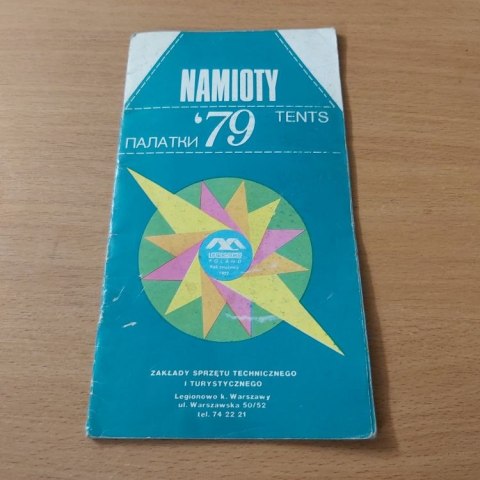 NAMIOTY
'79
TENTS
ПАЛАТКИ
POLAND
ZAKŁADY SPRZĘTU TECHNICZNEGO
I TURYSTYCZNEGO
Legionowo k. Warszawy
ul. Warszawska 50/52
tel. 74 22 21